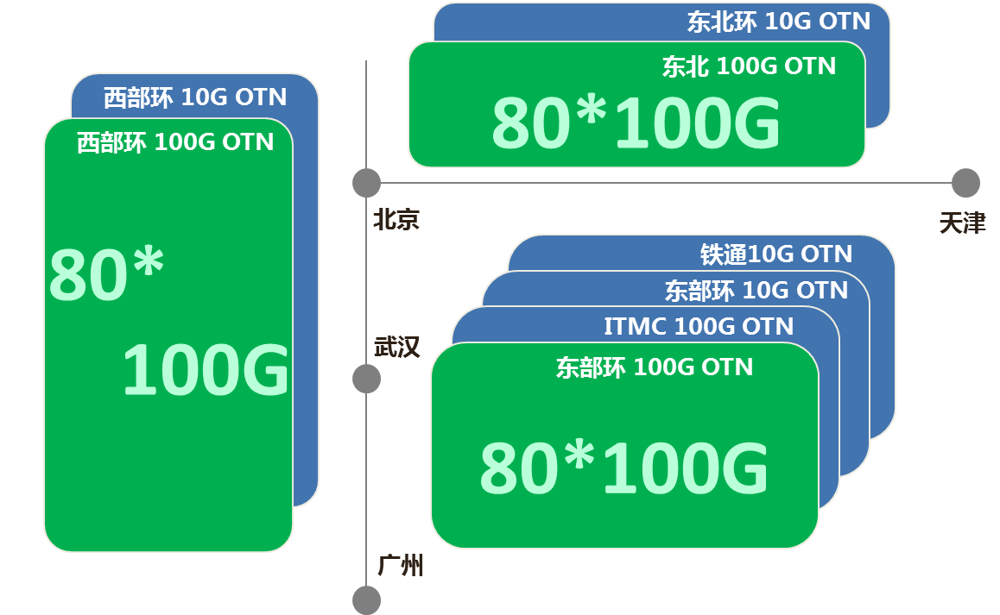 东北环 10G OTN
东北 100G OTN
80*100G
西部环 10G OTN
西部环 100G OTN
80*
100G
北京
天津
武汉
广州
铁通10G OTN
东部环 10G OTN
ITMC 100G OTN
东部环 100G OTN
80*100G